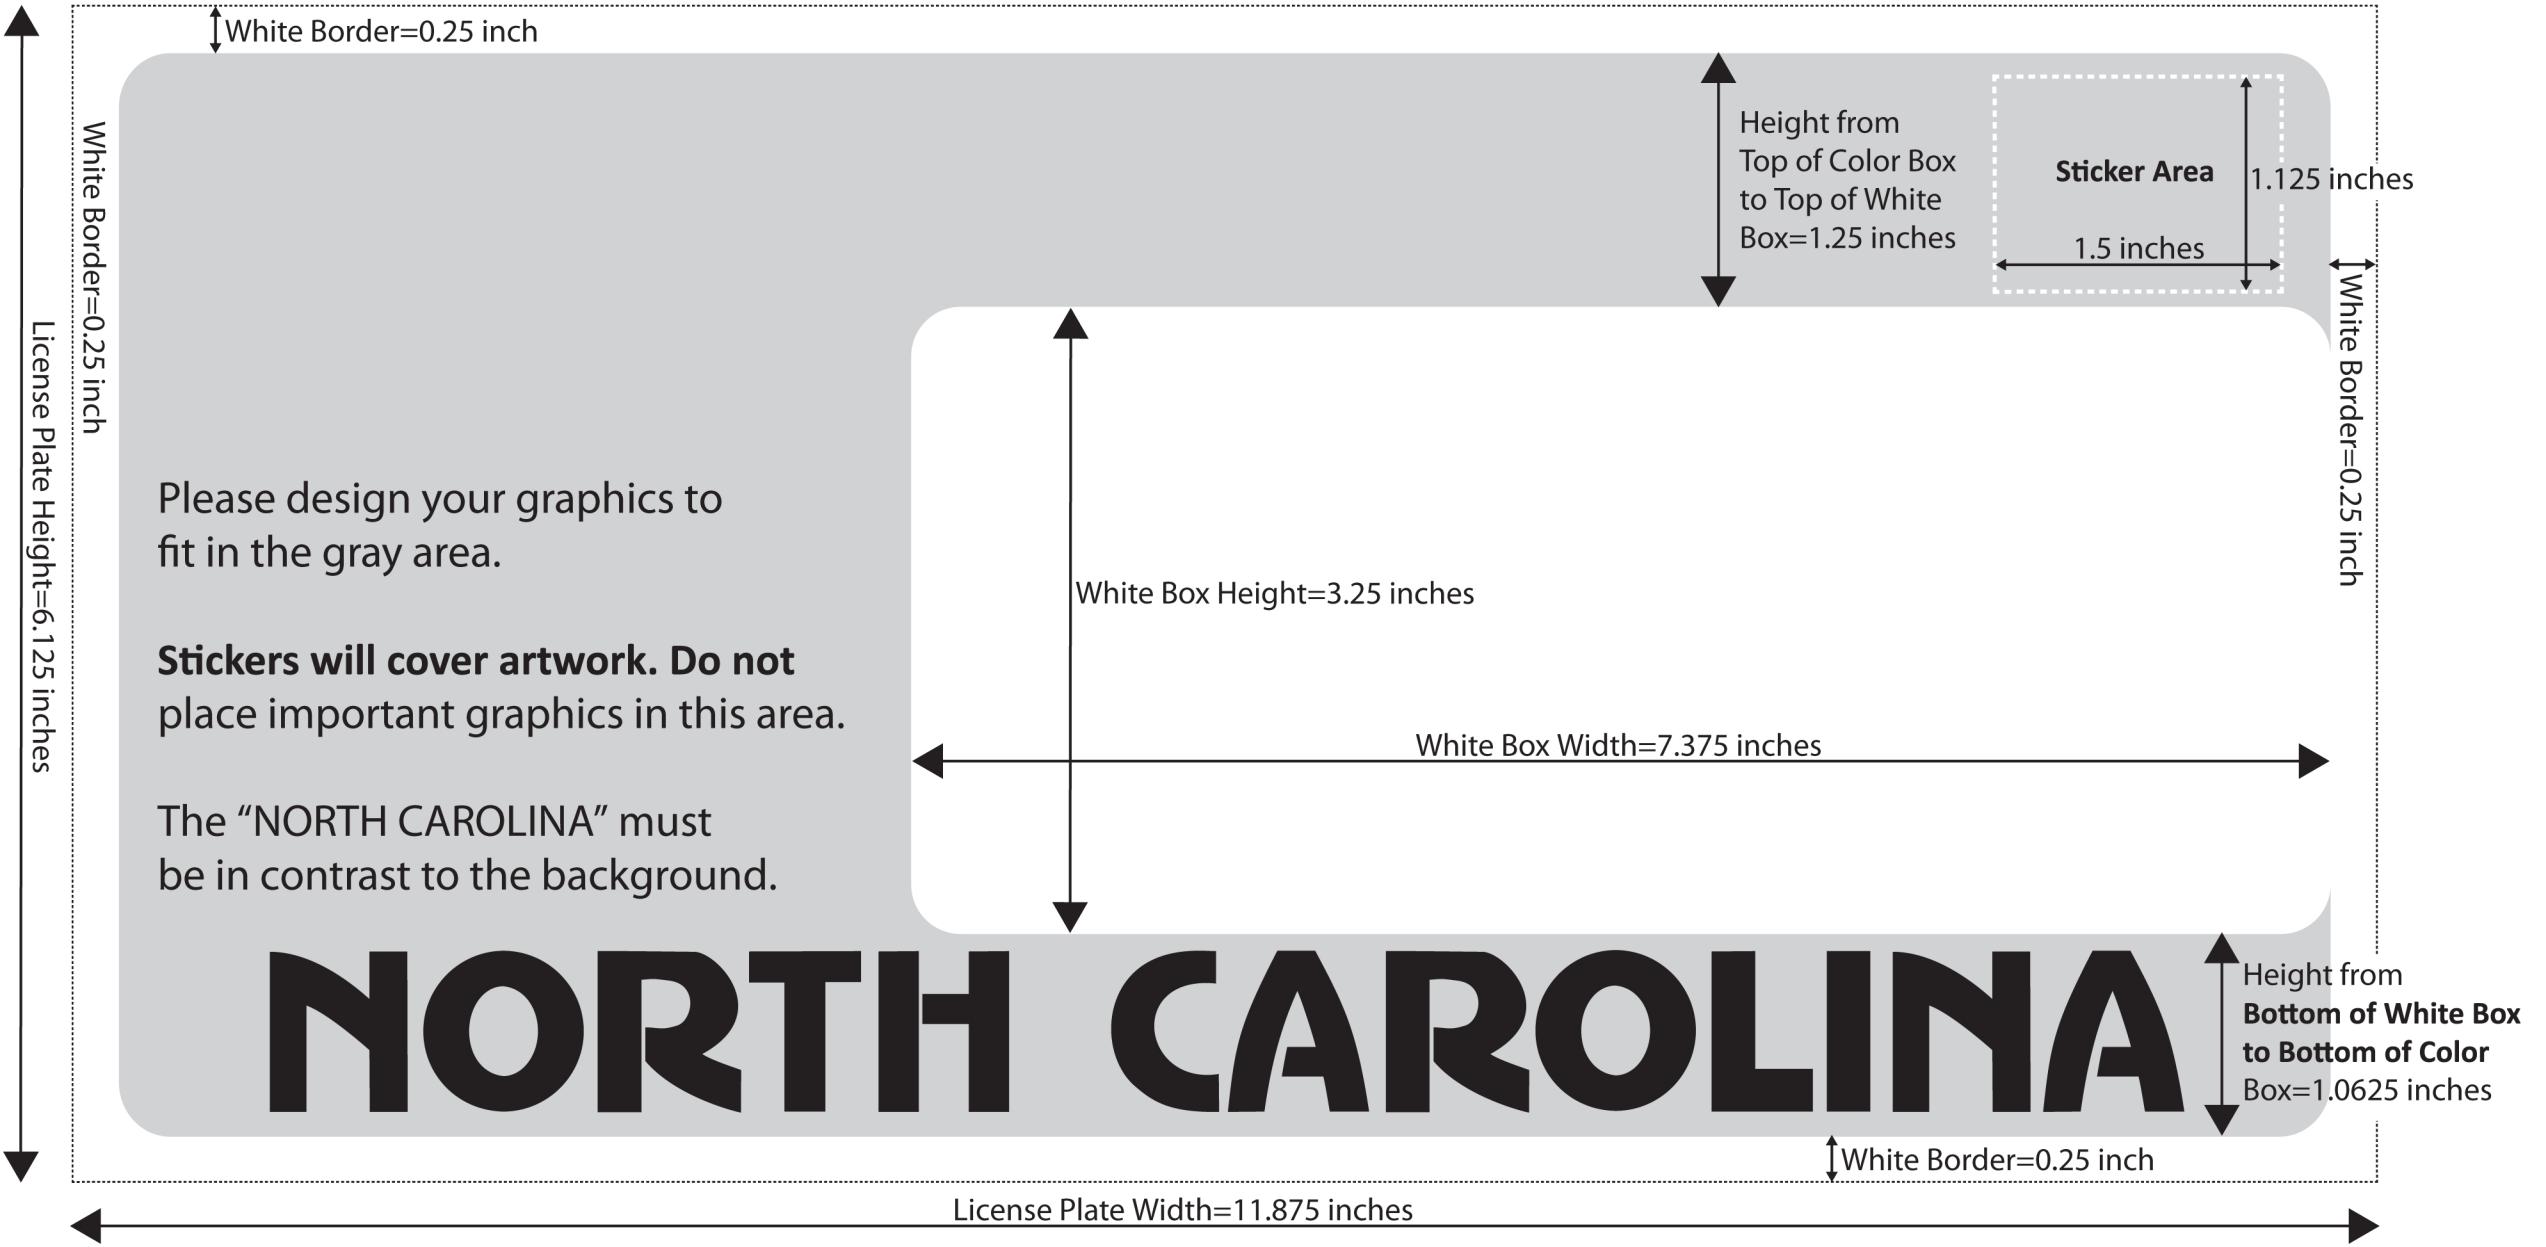 White Border=0.25 inch
White Border=0.25 inch
License Plate Height=6.125 inches
Height from
Top of Color Box
to Top of White
Box=1.25 inches
Sticker Area
1.125 inches
1.5 inches
White Border=0.25 inch
Please design your graphics to
fit in the gray area.
Stickers will cover artwork. Do not
place important graphics in this area.
The “NORTH CAROLINA” must
be in contrast to the background.
White Box Height=3.25 inches
White Box Width=7.375 inches
NORTH CAROLINA
Height from
Bottom of White Box
to Bottom of Color
Box=1.0625 inches
White Border=0.25 inch
License Plate Width=11.875 inches